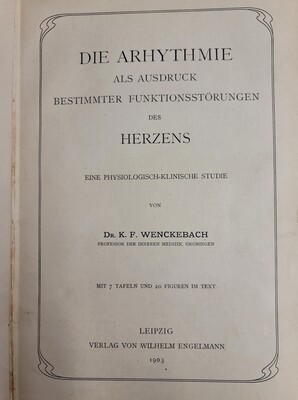 DIE ARHYTHMIE
ALS AUSDRUCK
BESTIMMTER FUNKTIONSSTÖRUNGEN
DES
HERZENS
EINE PHYSIOLOGISCH-KLINISCHE STUDIE
VON
DR. K. F. WENCKEBACH
PROFESSOR DER INNEREN MEDIZIN, GRONINGEN
MIT 7 TAFELN UND 20 FIGUREN IM TEXT
LEIPZIG
VERLAG VON WILHELM ENGELMANN
1903